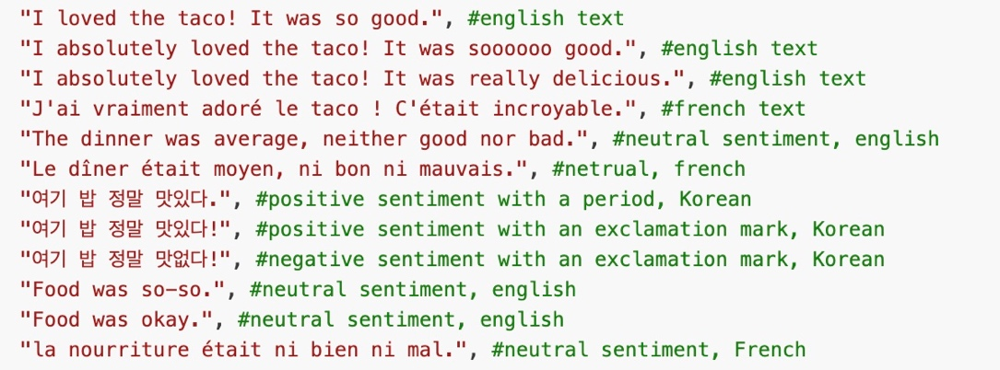 "I loved the taco! It was so good.", #english text
"I absolutely loved the taco! It was soooooo good.", #english text
"I absolutely loved the taco! It was really delicious.", #english text
"J'ai vraiment adoré le taco ! C'était incroyable.", #french text
"The dinner was average, neither good nor bad.", #neutral sentiment, english
"Le dîner était moyen, ni bon ni mauvais.", #netrual, french
"여기 밥 정말 맛있다.", #positive sentiment with a period, Korean
"여기 밥 정말 맛있다!", #positive sentiment with an exclamation mark, Korean
"여기 밥 정말 맛없다!", #negative sentiment with an exclamation mark, Korean
"Food was so-so.", #neutral sentiment, english
"Food was okay.", #neutral sentiment, english
"la nourriture était ni bien ni mal.", #neutral sentiment, French